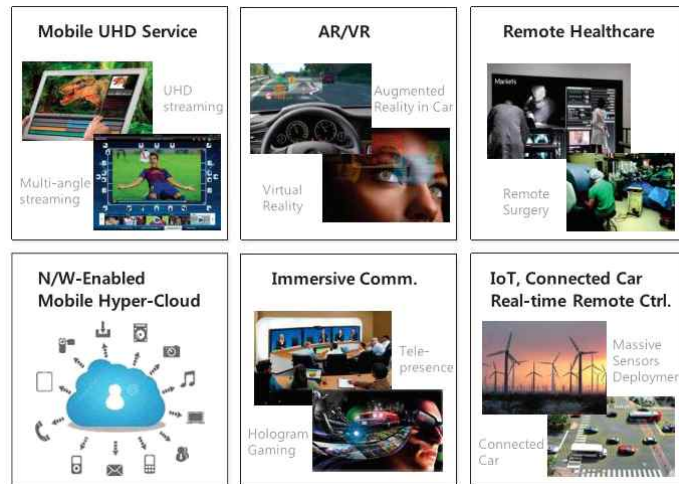 Mobile UHD Service
UHD
streaming
Multi-angle
streaming
AR/VR
Augmented
Reality in Car
Virtual
Reality
Remote Healthcare
Markets
Remote
Surgery
N/W-Enabled
Mobile Hyper-Cloud
Immersive Comm.
Tele-
presence
Hologram
Gaming
IoT, Connected Car
Real-time Remote Ctrl.
Massive
Sensors
Deploymen
Connected
Car